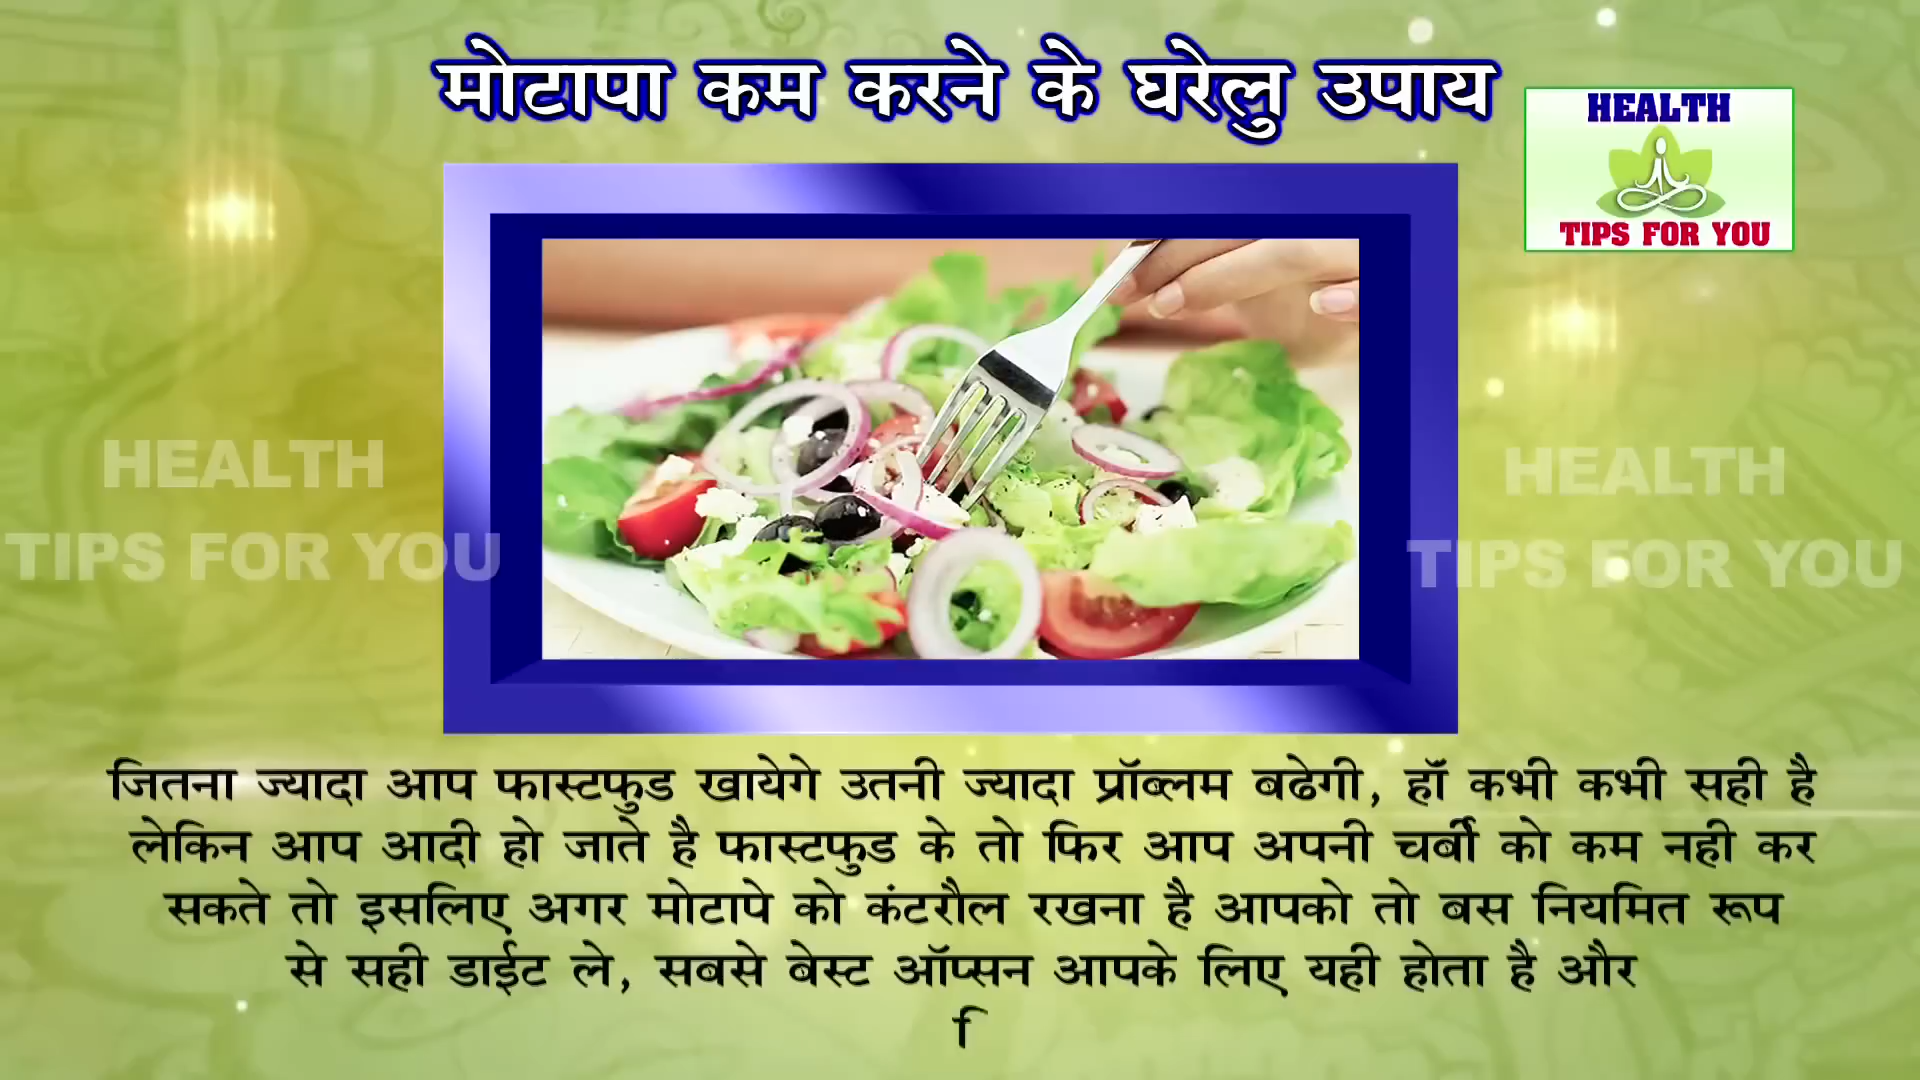 मोटापा कम करने के घरेलु उपाय
HEALTH
TIPS FOR YOU
HEALTH
TIPS FOR YOU
HEALTH
TIPS FOR YOU
जितना ज्यादा आप फास्टफुड खायेगे उतनी ज्यादा प्रॉब्लम बढेगी, हॉं कभी कभी सही है
लेकिन आप आदी हो जाते है फास्टफुड के तो फिर आप अपनी चर्बी को कम नही कर
सकते तो इसलिए अगर मोटापे को कंटरौल रखना है आपको तो बस नियमित रूप
से सही डाईट ले, सबसे बेस्ट ऑप्सन आपके लिए यही होता है और
ि